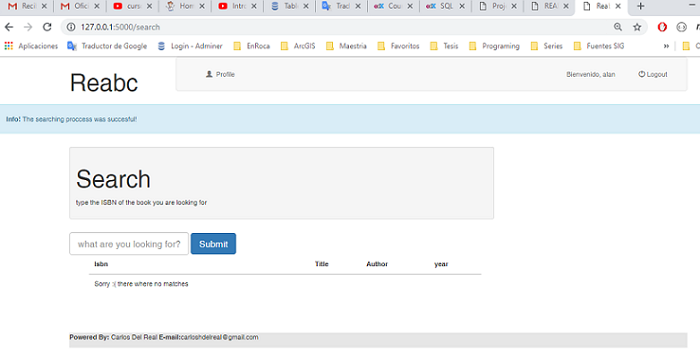 Reci
Ofici
curs
Hon
Intro
Tabl
Trad
Cou
SQL
Proj
REA
Rea
127.0.0.1:5000/search
Aplicaciones Traductor de Google Login - Adminer EnRoca ArcGIS Maestria Favoritos Tesis Programing Series Fuentes SIG »
Reabc
Profile Bienvenido, alan Logout
Info! The searching proccess was succesful!
Search
type the ISBN of the book you are looking for
what are you looking for? Submit
Isbn Title Author year
Sorry :( there where no matches
Powered By: Carlos Del Real E-mail:carloshdelreal@gmail.com